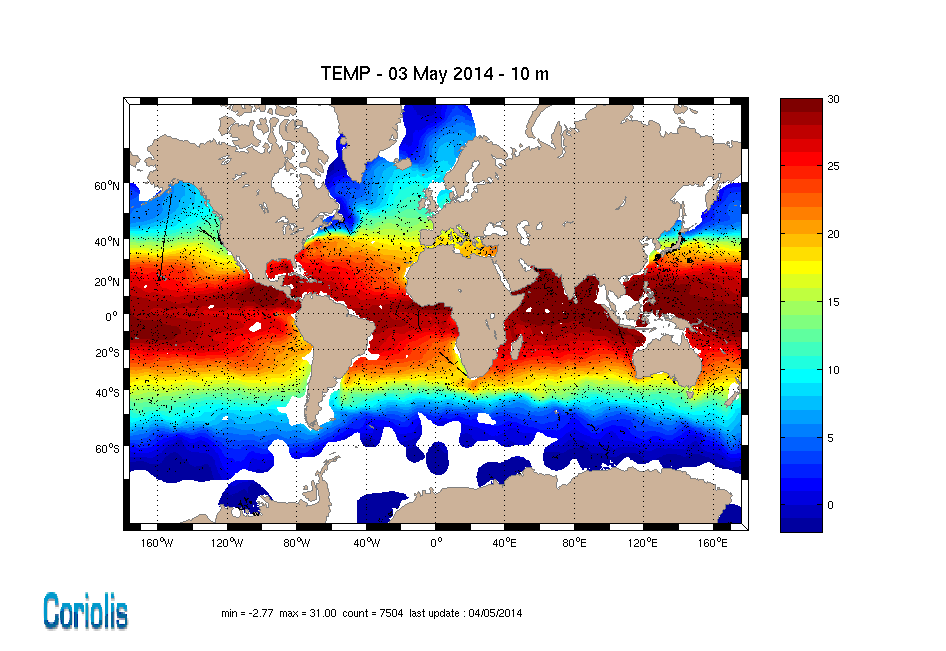 TEMP - 03 May 2014 - 10 m
30
25
20
15
10
5
0
60°N
40°N
20°N
0°
20°S
40°S
60°S
160°W 120°W 80°W 40°W 0° 40°E 80°E 120°E 160°E
Coriolis
min = -2.77 max = 31.00 count = 7504 last update : 04/05/2014